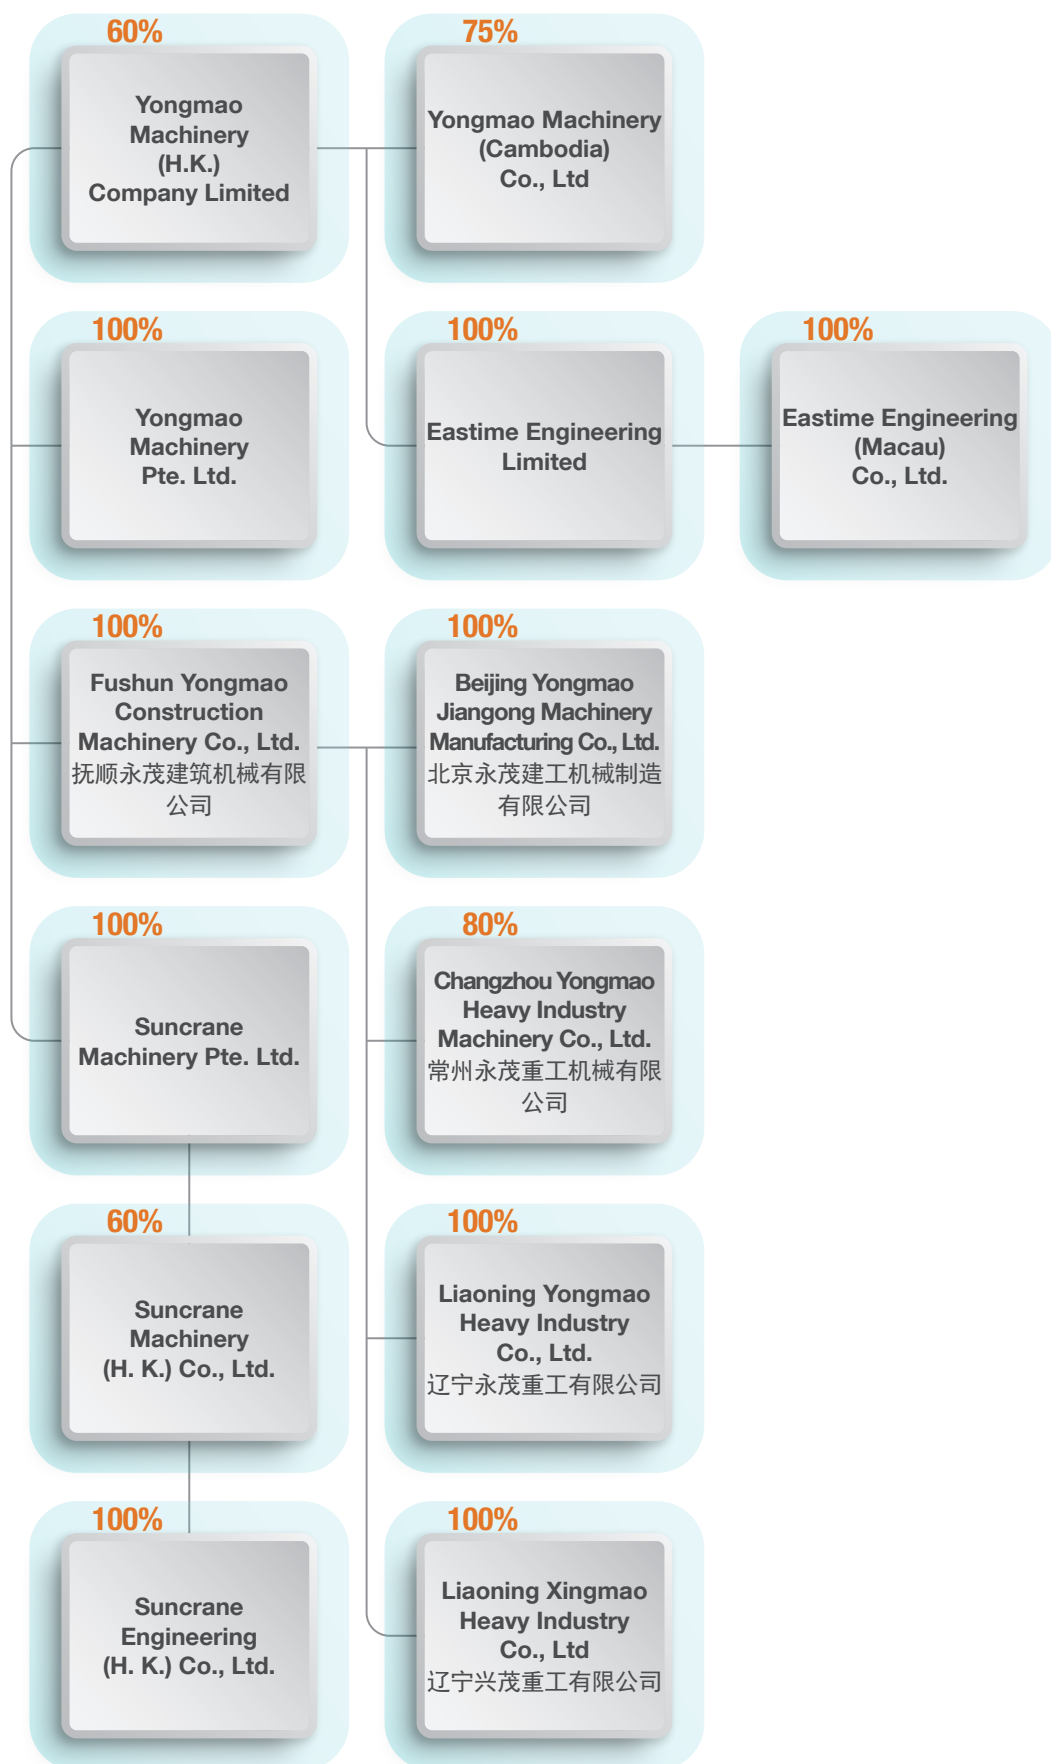 60%
Yongmao
Machinery
(H.K.)
Company Limited
75%
Yongmao Machinery
(Cambodia)
Co., Ltd
100%
Yongmao
Machinery
Pte. Ltd.
100%
Eastime Engineering
Limited
100%
Eastime Engineering
(Macau)
Co., Ltd.
100%
Fushun Yongmao
Construction
Machinery Co., Ltd.
抚顺永茂建筑机械有限
公司
100%
Beijing Yongmao
Jiangong Machinery
Manufacturing Co., Ltd.
北京永茂建工机械制造
有限公司
100%
Suncrane
Machinery Pte. Ltd.
80%
Changzhou Yongmao
Heavy Industry
Machinery Co., Ltd.
常州永茂重工机械有限
公司
60%
Suncrane
Machinery
(H. K.) Co., Ltd.
100%
Liaoning Yongmao
Heavy Industry
Co., Ltd.
辽宁永茂重工有限公司
100%
Suncrane
Engineering
(H. K.) Co., Ltd.
100%
Liaoning Xingmao
Heavy Industry
Co., Ltd
辽宁兴茂重工有限公司